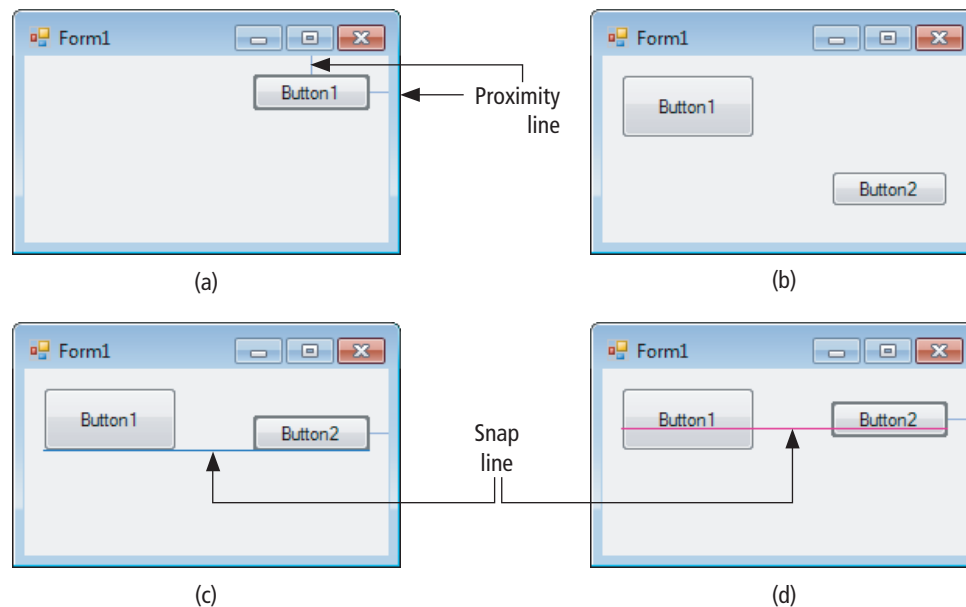 Form1
Button1
Proximity
line
(a)
Form1
Button1
Button2
(b)
Form1
Button1
Button2
(c)
Snap
line
Form1
Button1
Button2
(d)